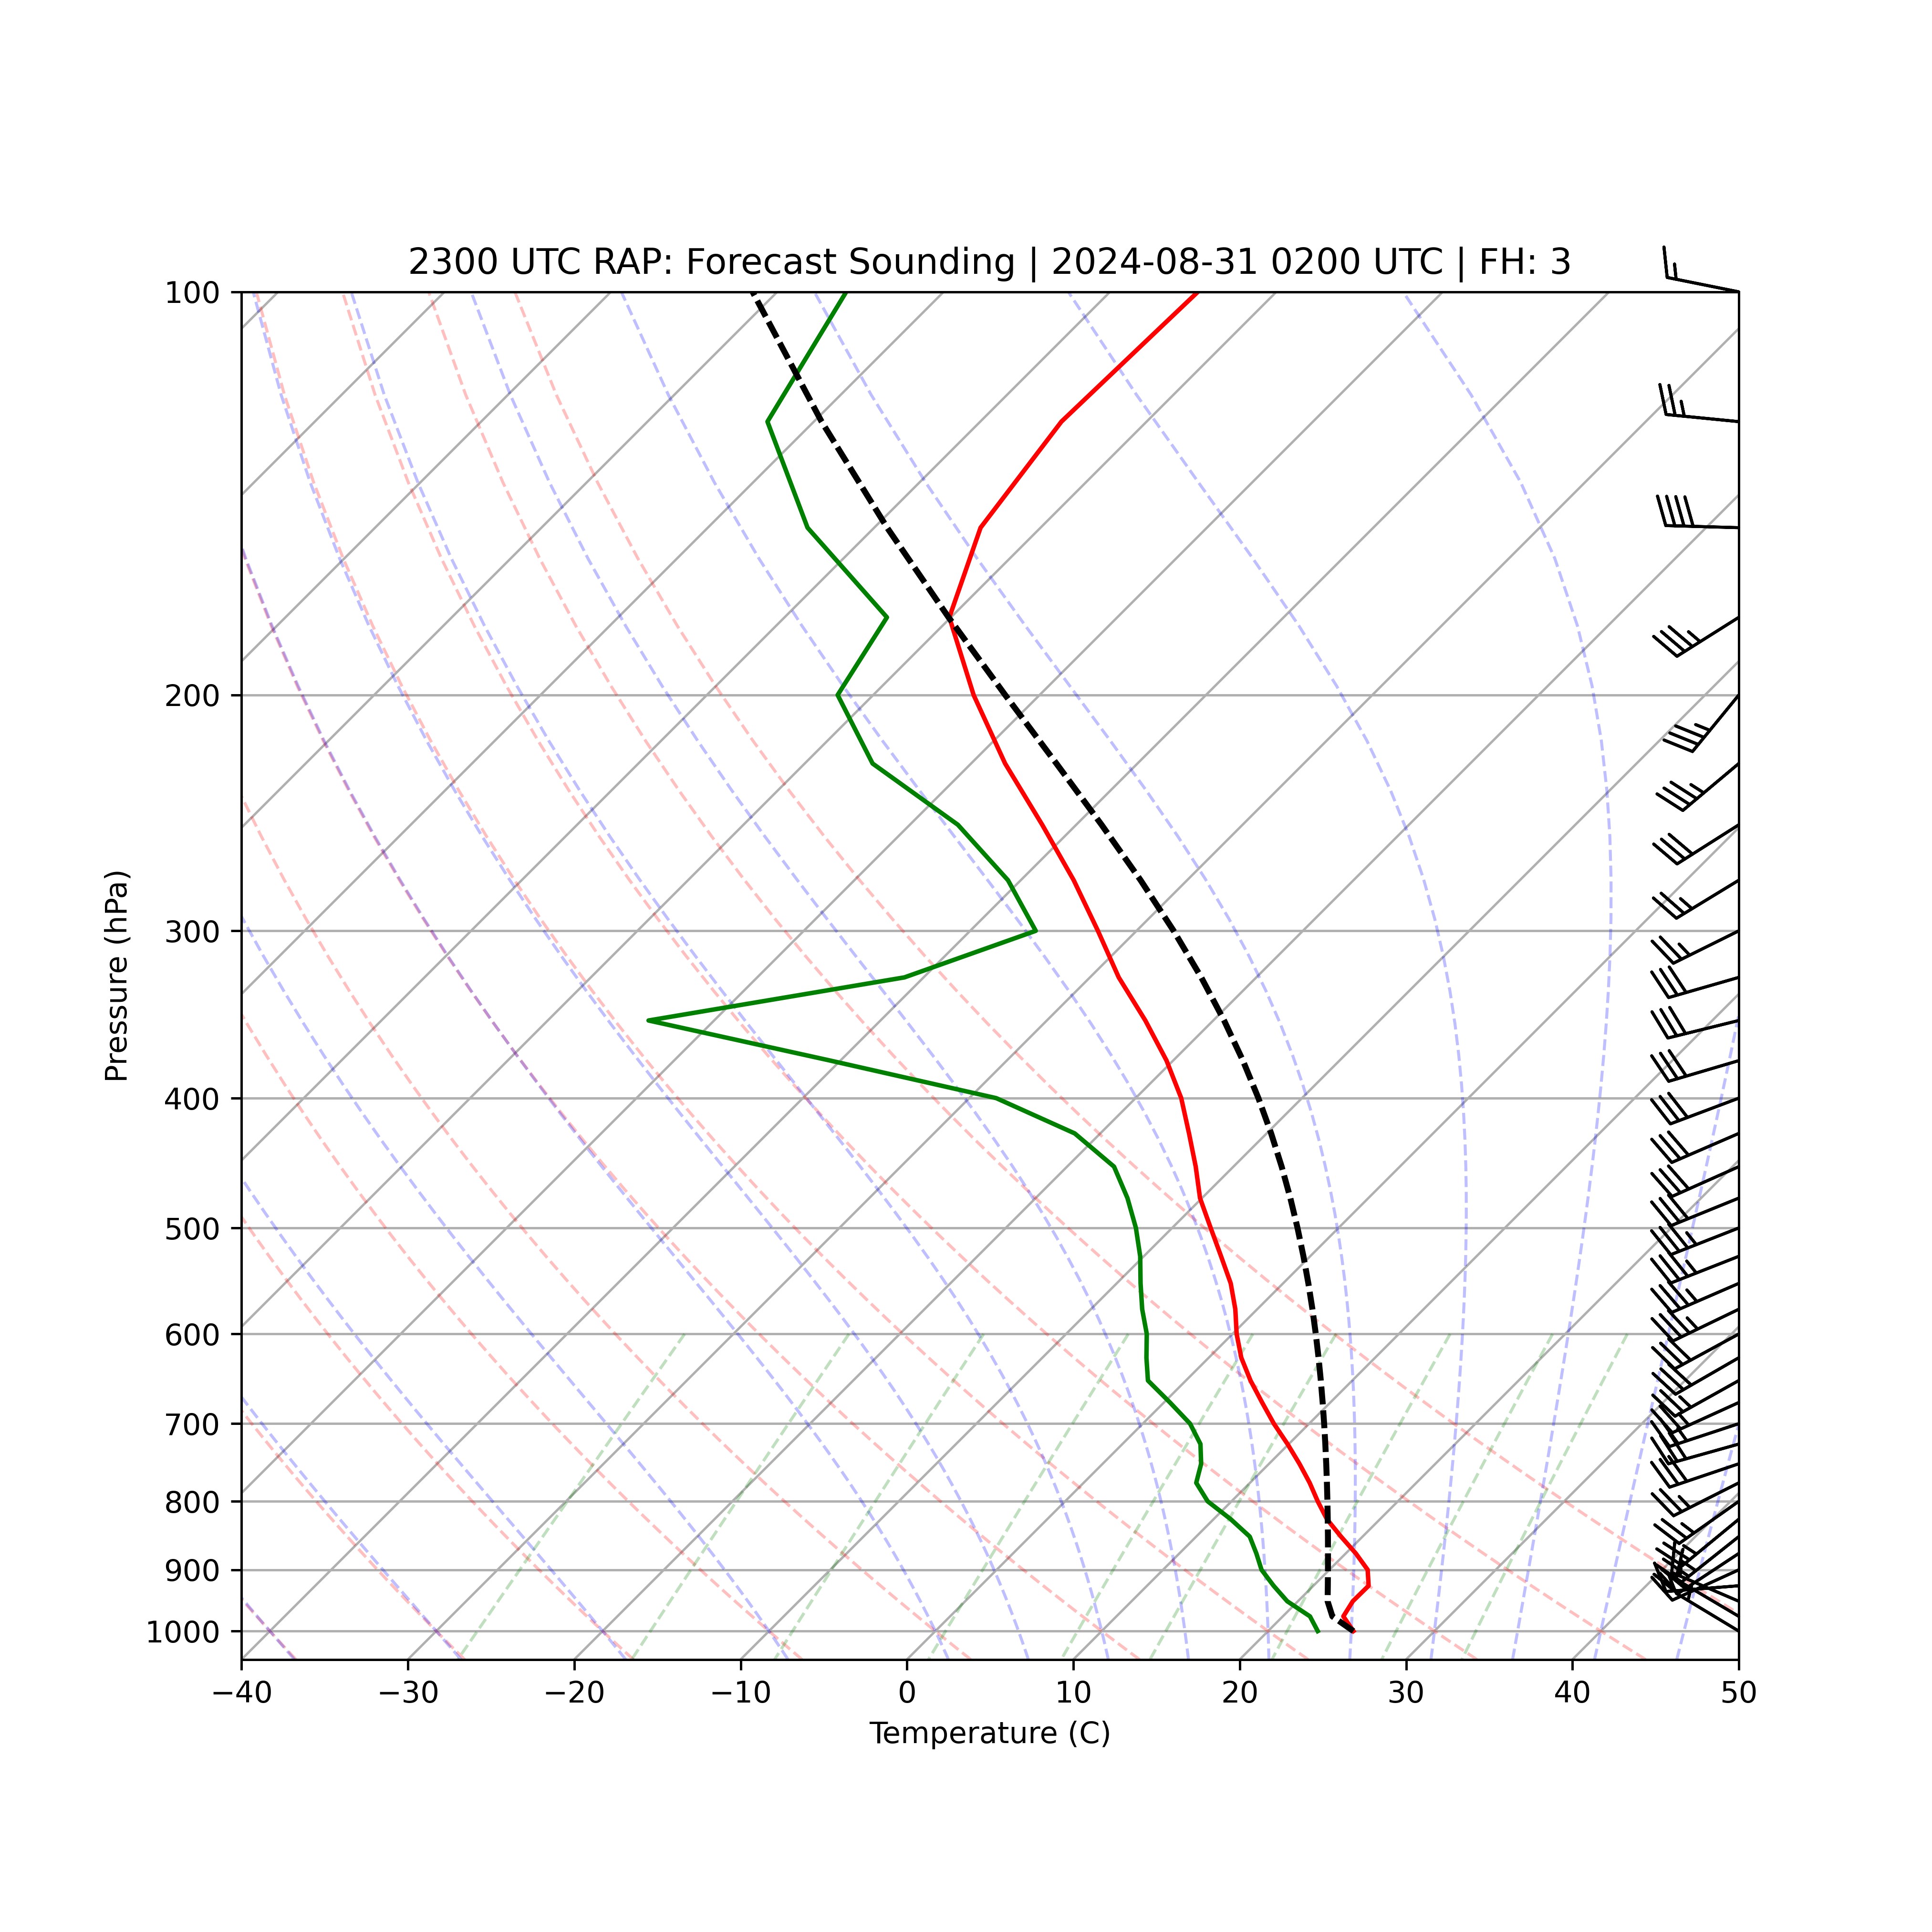 2300 UTC RAP: Forecast Sounding | 2024-08-31 0200 UTC | FH: 3
100
200
300
400
500
600
700
800
900
1000
Pressure (hPa)
−40 −30 −20 −10 0 10 20 30 40 50
Temperature (C)